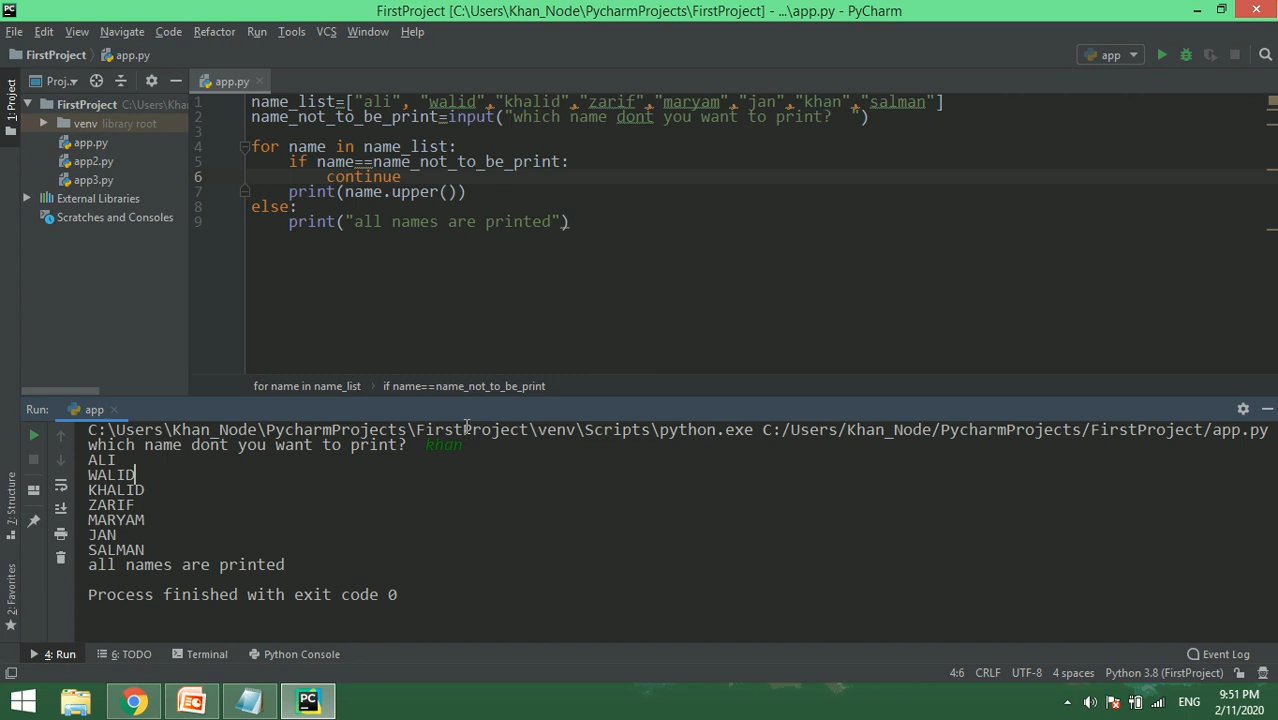 FirstProject [C:\Users\Khan_Node\PycharmProjects\FirstProject] - ...\app.py - PyCharm
File Edit View Navigate Code Refactor Run Tools VCS Window Help
FirstProject app.py app
1: Project
Proj... app.py
FirstProject C:\Users\Khan
venv library root
app.py
app2.py
app3.py
External Libraries
Scratches and Consoles
1 name_list=["ali", "walid","khalid","zarif","maryam","jan","khan","salman"]
2 name_not_to_be_print=input("which name dont you want to print?  ")
3
4 for name in name_list:
5     if name==name_not_to_be_print:
6         continue
7     print(name.upper())
8 else:
9     print("all names are printed")
for name in name_list if name==name_not_to_be_print
Run: app
C:\Users\Khan_Node\PycharmProjects\FirstProject\venv\Scripts\python.exe C:/Users/Khan_Node/PycharmProjects/FirstProject/app.py
which name dont you want to print?  khan
ALI
WALID
KHALID
ZARIF
MARYAM
JAN
SALMAN
all names are printed
Process finished with exit code 0
7: Structure
2: Favorites
4: Run 6: TODO Terminal Python Console Event Log
4:6 CRLF UTF-8 4 spaces Python 3.8 (FirstProject)
PC
ENG
9:51 PM
2/11/2020